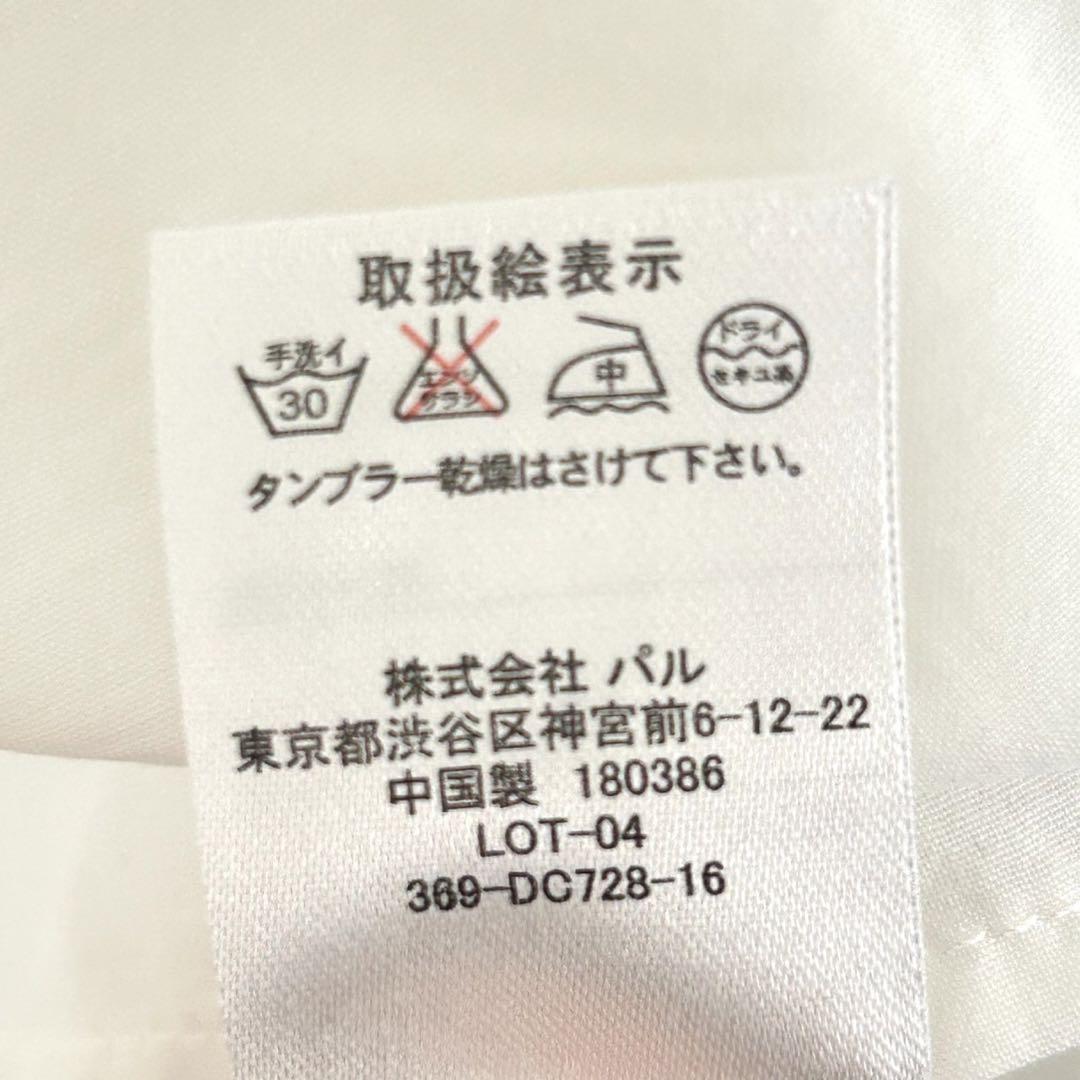 取扱絵表示
手洗イ
30
エンソ
サラシ
中
ドライ
セキユ系
タンブラー乾燥はさけて下さい。
株式会社 パル
東京都渋谷区神宮前6-12-22
中国製 180386
LOT-04
369-DC728-16